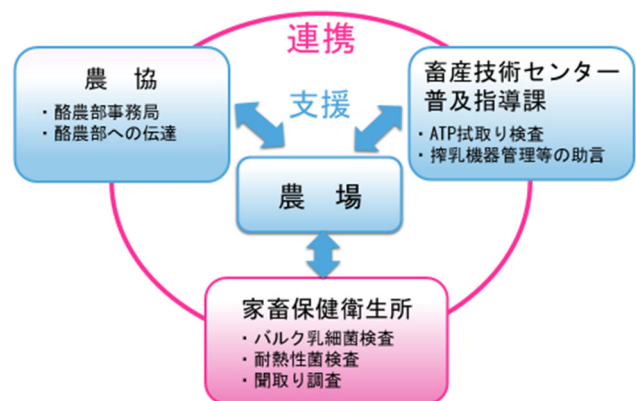 連携
農　協
・酪農部事務局
・酪農部への伝達
支援
畜産技術センター
普及指導課
・ATP拭取り検査
・搾乳機器管理等の助言
農　場
家畜保健衛生所
・バルク乳細菌検査
・耐熱性菌検査
・聞取り調査